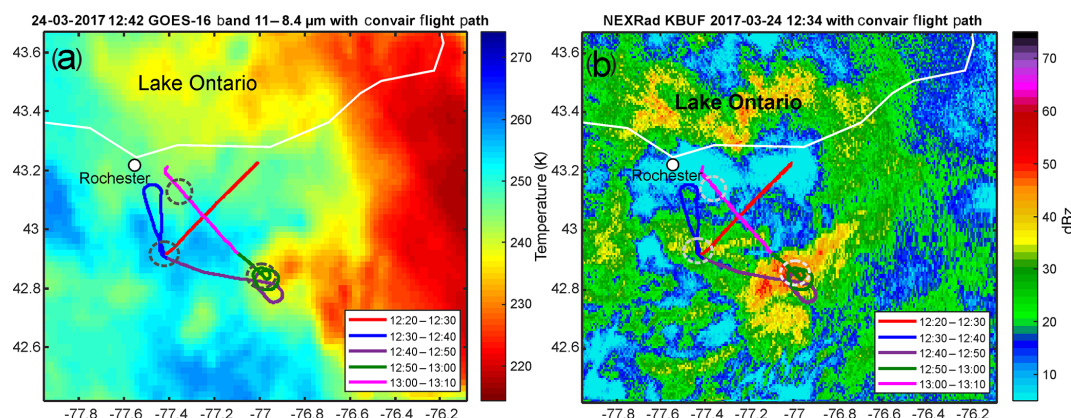 24-03-2017 12:42 GOES-16 band 11–8.4 µm with convair flight path
(a)
43.6
43.4
43.2
43
42.8
42.6
Lake Ontario
Rochester
12:20–12:30
12:30–12:40
12:40–12:50
12:50–13:00
13:00–13:10
-77.8 -77.6 -77.4 -77.2 -77 -76.8 -76.6 -76.4 -76.2
270
260
250
240
230
220
Temperature (K)
NEXRad KBUF 2017-03-24 12:34 with convair flight path
(b)
43.6
43.4
43.2
43
42.8
42.6
Lake Ontario
Rochester
12:20–12:30
12:30–12:40
12:40–12:50
12:50–13:00
13:00–13:10
-77.8 -77.6 -77.4 -77.2 -77 -76.8 -76.6 -76.4 -76.2
70
60
50
40
30
20
10
dBz